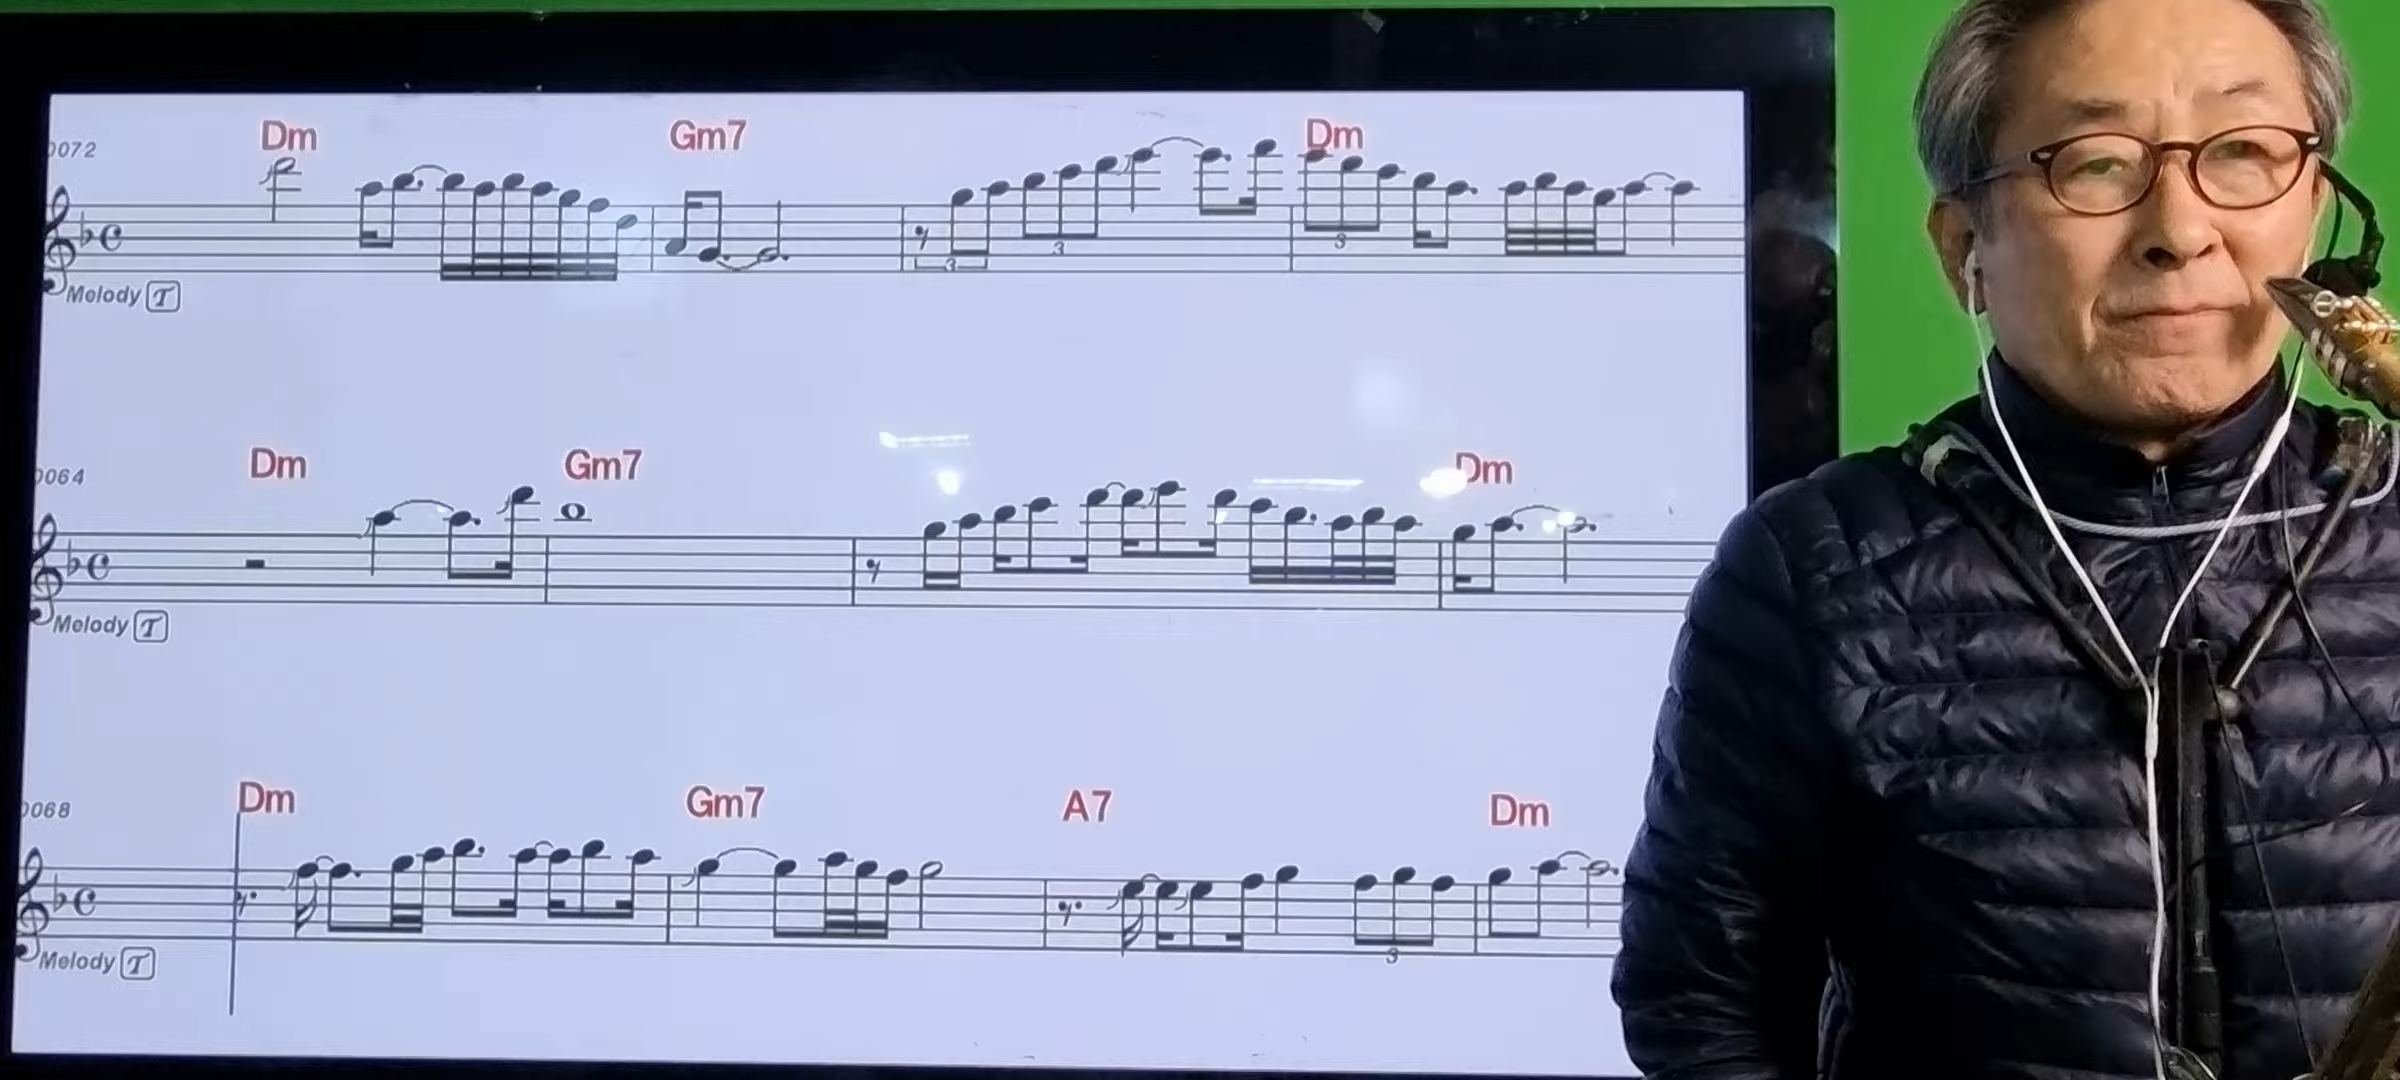 Dm Gm7 Dm
0072
3 3 3
Melody T
Dm Gm7 Dm
0064
Melody T
Dm Gm7 A7 Dm
0068
3
Melody T